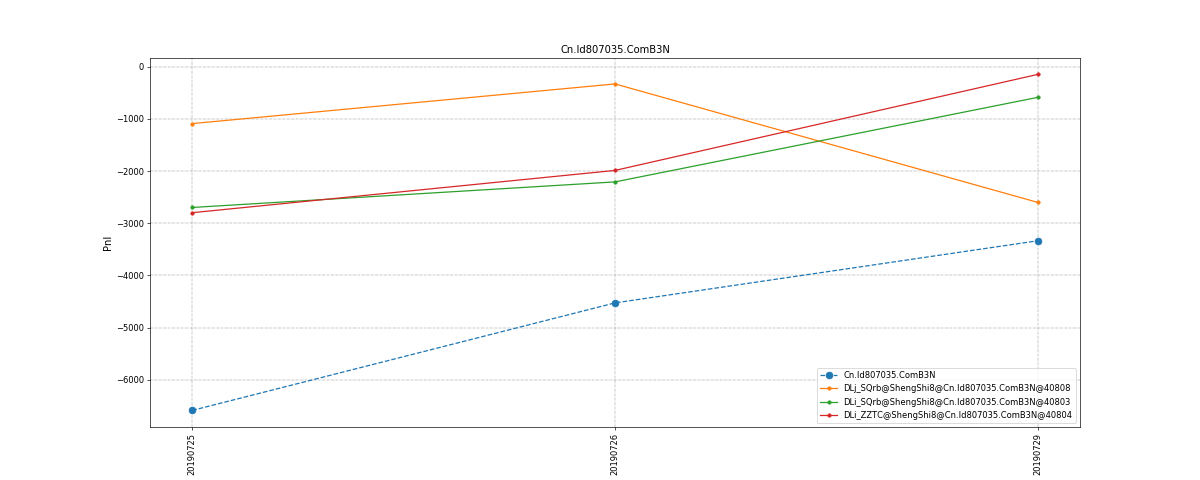 Cn.Id807035.ComB3N
0
−1000
−2000
−3000
−4000
−5000
−6000
Pnl
20190725
20190726
20190729
Cn.Id807035.ComB3N
DLj_SQrb@ShengShi8@Cn.Id807035.ComB3N@40808
DLi_SQrb@ShengShi8@Cn.Id807035.ComB3N@40803
DLi_ZZTC@ShengShi8@Cn.Id807035.ComB3N@40804